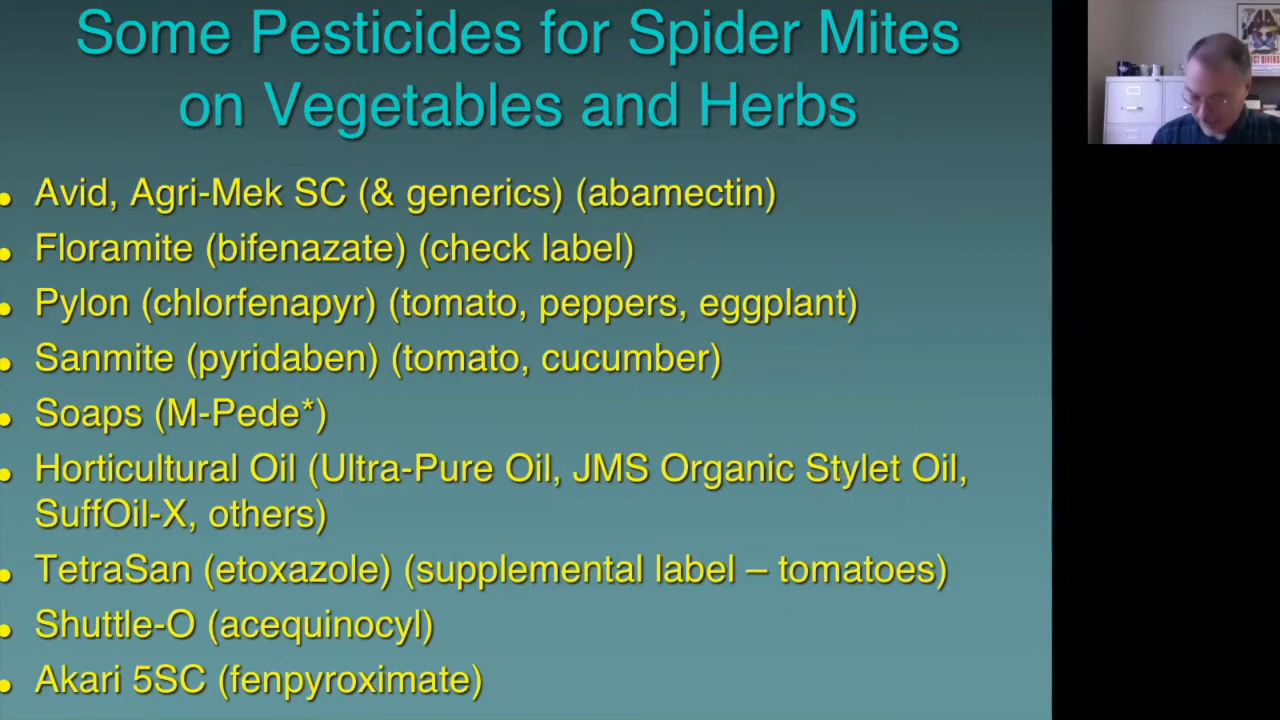 Some Pesticides for Spider Mites
on Vegetables and Herbs
• Avid, Agri-Mek SC (& generics) (abamectin)
• Floramite (bifenazate) (check label)
• Pylon (chlorfenapyr) (tomato, peppers, eggplant)
• Sanmite (pyridaben) (tomato, cucumber)
• Soaps (M-Pede*)
• Horticultural Oil (Ultra-Pure Oil, JMS Organic Stylet Oil,
SuffOil-X, others)
• TetraSan (etoxazole) (supplemental label – tomatoes)
• Shuttle-O (acequinocyl)
• Akari 5SC (fenpyroximate)